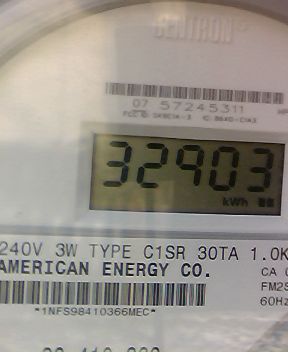 CENTRON®
07 57245311
32903
kWh
240V 3W TYPE C1SR 30TA 1.0K
AMERICAN ENERGY CO.
CA
FM2S
*1NFS98410366MEC*
60Hz